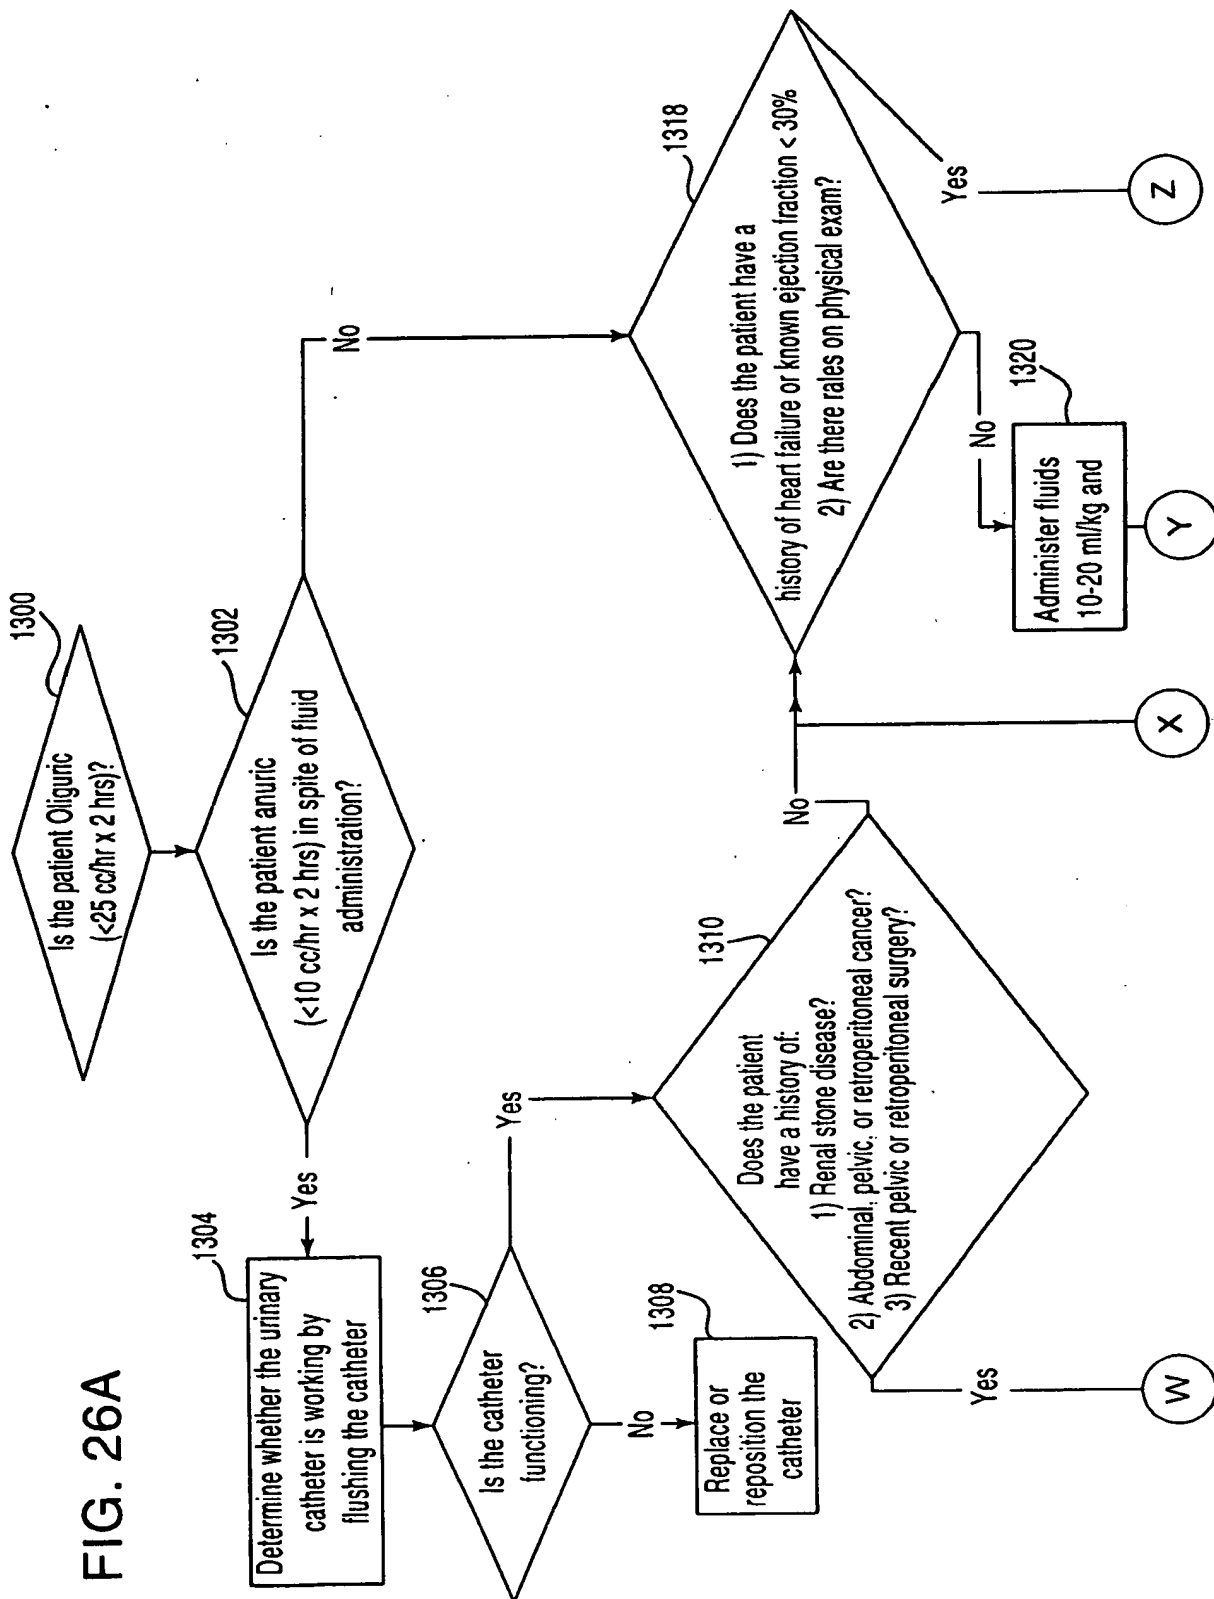 FIG. 26A
1300
Is the patient Oliguric
(<25 cc/hr x 2 hrs)?
1302
Is the patient anuric
(<10 cc/hr x 2 hrs) in spite of fluid
administration?
Yes
No
1304
Determine whether the urinary
catheter is working by
flushing the catheter
1306
Is the catheter
functioning?
Yes
No
1308
Replace or
reposition the
catheter
1310
Does the patient
have a history of:
1) Renal stone disease?
2) Abdominal, pelvic, or retroperitoneal cancer?
3) Recent pelvic or retroperitoneal surgery?
Yes
No
1318
1) Does the patient have a
history of heart failure or known ejection fraction < 30%
2) Are there rales on physical exam?
Yes
No
1320
Administer fluids
10-20 ml/kg and
W
X
Y
Z